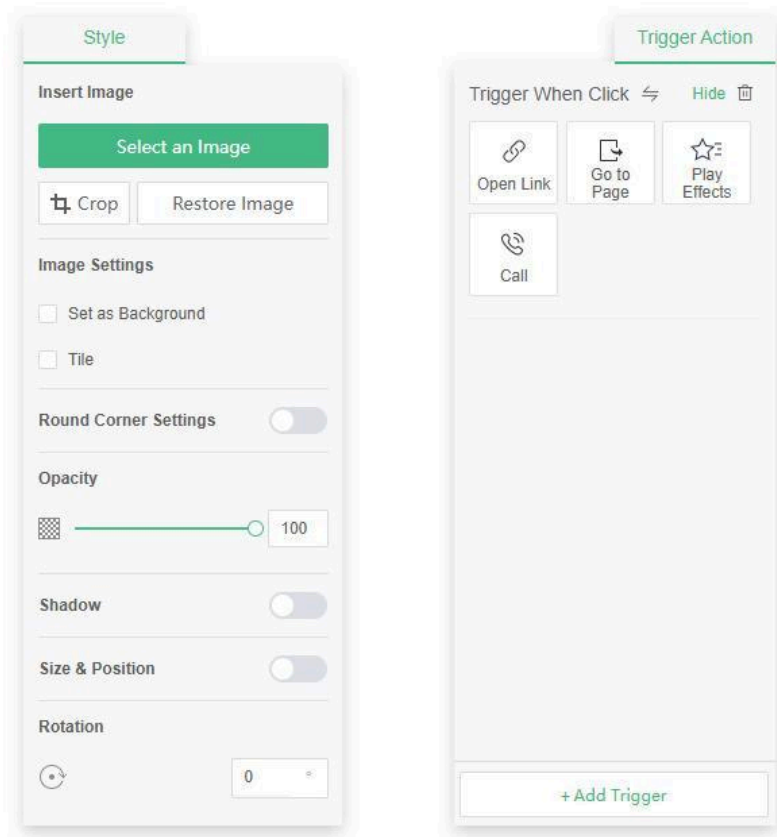 Style
Insert Image
Select an Image
Crop
Restore Image
Image Settings
Set as Background
Tile
Round Corner Settings
Opacity
100
Shadow
Size & Position
Rotation
0 °
Trigger Action
Trigger When Click
Hide
Open Link
Go to
Page
Play
Effects
Call
+ Add Trigger